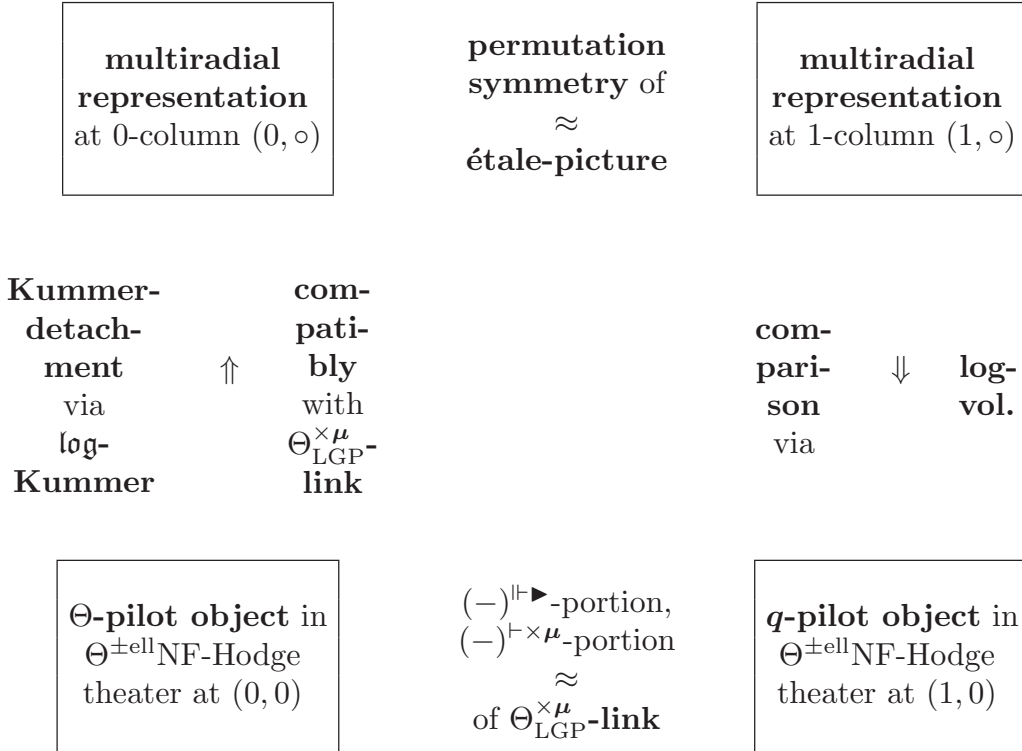 multiradial
representation
at 0-column (0, ∘)
permutation
symmetry of
≈
étale-picture
multiradial
representation
at 1-column (1, ∘)
Kummer-
detach-
ment
via
𝔩𝔬𝔤-
Kummer
⇑
com-
pati-
bly
with
Θ^{×μ}_{LGP}-
link
com-
pari-
son
via
⇓
log-
vol.
Θ-pilot object in
Θ^{±ell}NF-Hodge
theater at (0, 0)
(−)^{⊩▶}-portion,
(−)^{⊢×μ}-portion
≈
of Θ^{×μ}_{LGP}-link
q-pilot object in
Θ^{±ell}NF-Hodge
theater at (1, 0)